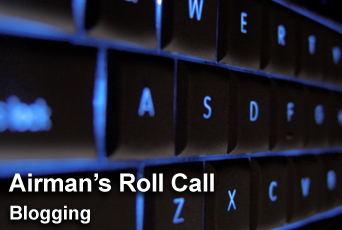 W E R T Y
A S D F G
Airman's Roll Call
Z X C V B
Blogging